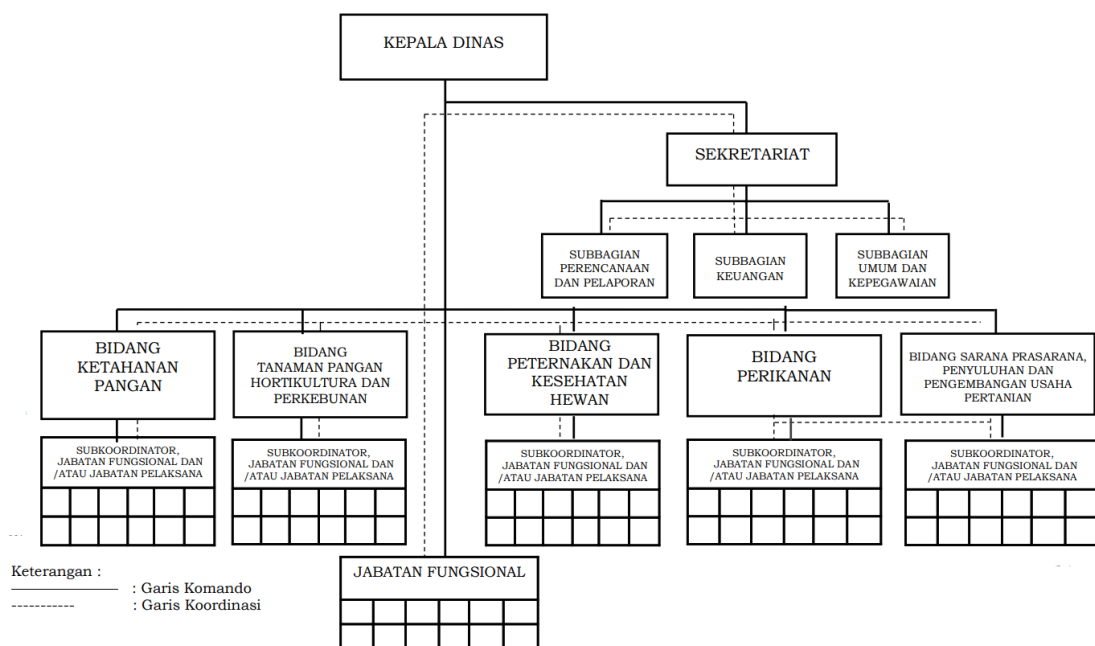 KEPALA DINAS
SEKRETARIAT
SUBBAGIAN
PERENCANAAN
DAN PELAPORAN
SUBBAGIAN
KEUANGAN
SUBBAGIAN
UMUM DAN
KEPEGAWAIAN
BIDANG
KETAHANAN
PANGAN
BIDANG
TANAMAN PANGAN
HORTIKULTURA DAN
PERKEBUNAN
BIDANG
PETERNAKAN DAN
KESEHATAN
HEWAN
BIDANG
PERIKANAN
BIDANG SARANA PRASARANA,
PENYULUHAN DAN
PENGEMBANGAN USAHA
PERTANIAN
SUBKOORDINATOR,
JABATAN FUNGSIONAL DAN
/ATAU JABATAN PELAKSANA
SUBKOORDINATOR,
JABATAN FUNGSIONAL DAN
/ATAU JABATAN PELAKSANA
SUBKOORDINATOR,
JABATAN FUNGSIONAL DAN
/ATAU JABATAN PELAKSANA
SUBKOORDINATOR,
JABATAN FUNGSIONAL DAN
/ATAU JABATAN PELAKSANA
SUBKOORDINATOR,
JABATAN FUNGSIONAL DAN
/ATAU JABATAN PELAKSANA
JABATAN FUNGSIONAL
Keterangan :
: Garis Komando
: Garis Koordinasi